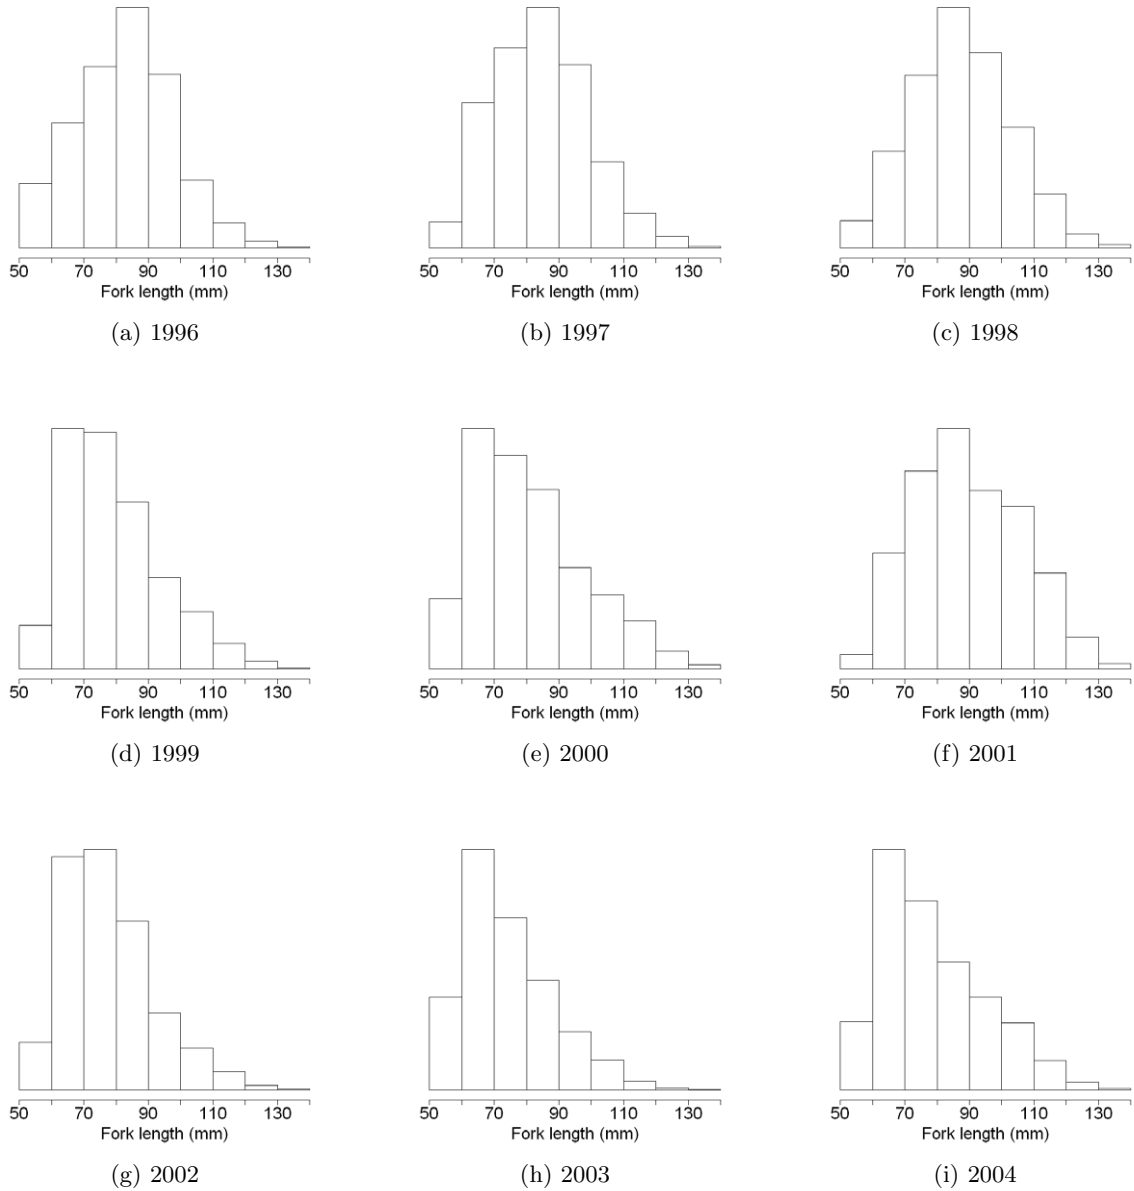 50 70 90 110 130 50 70 90 110 130 50 70 90 110 130
Fork length (mm) Fork length (mm) Fork length (mm)
(a) 1996 (b) 1997 (c) 1998
50 70 90 110 130 50 70 90 110 130 50 70 90 110 130
Fork length (mm) Fork length (mm) Fork length (mm)
(d) 1999 (e) 2000 (f) 2001
50 70 90 110 130 50 70 90 110 130 50 70 90 110 130
Fork length (mm) Fork length (mm) Fork length (mm)
(g) 2002 (h) 2003 (i) 2004